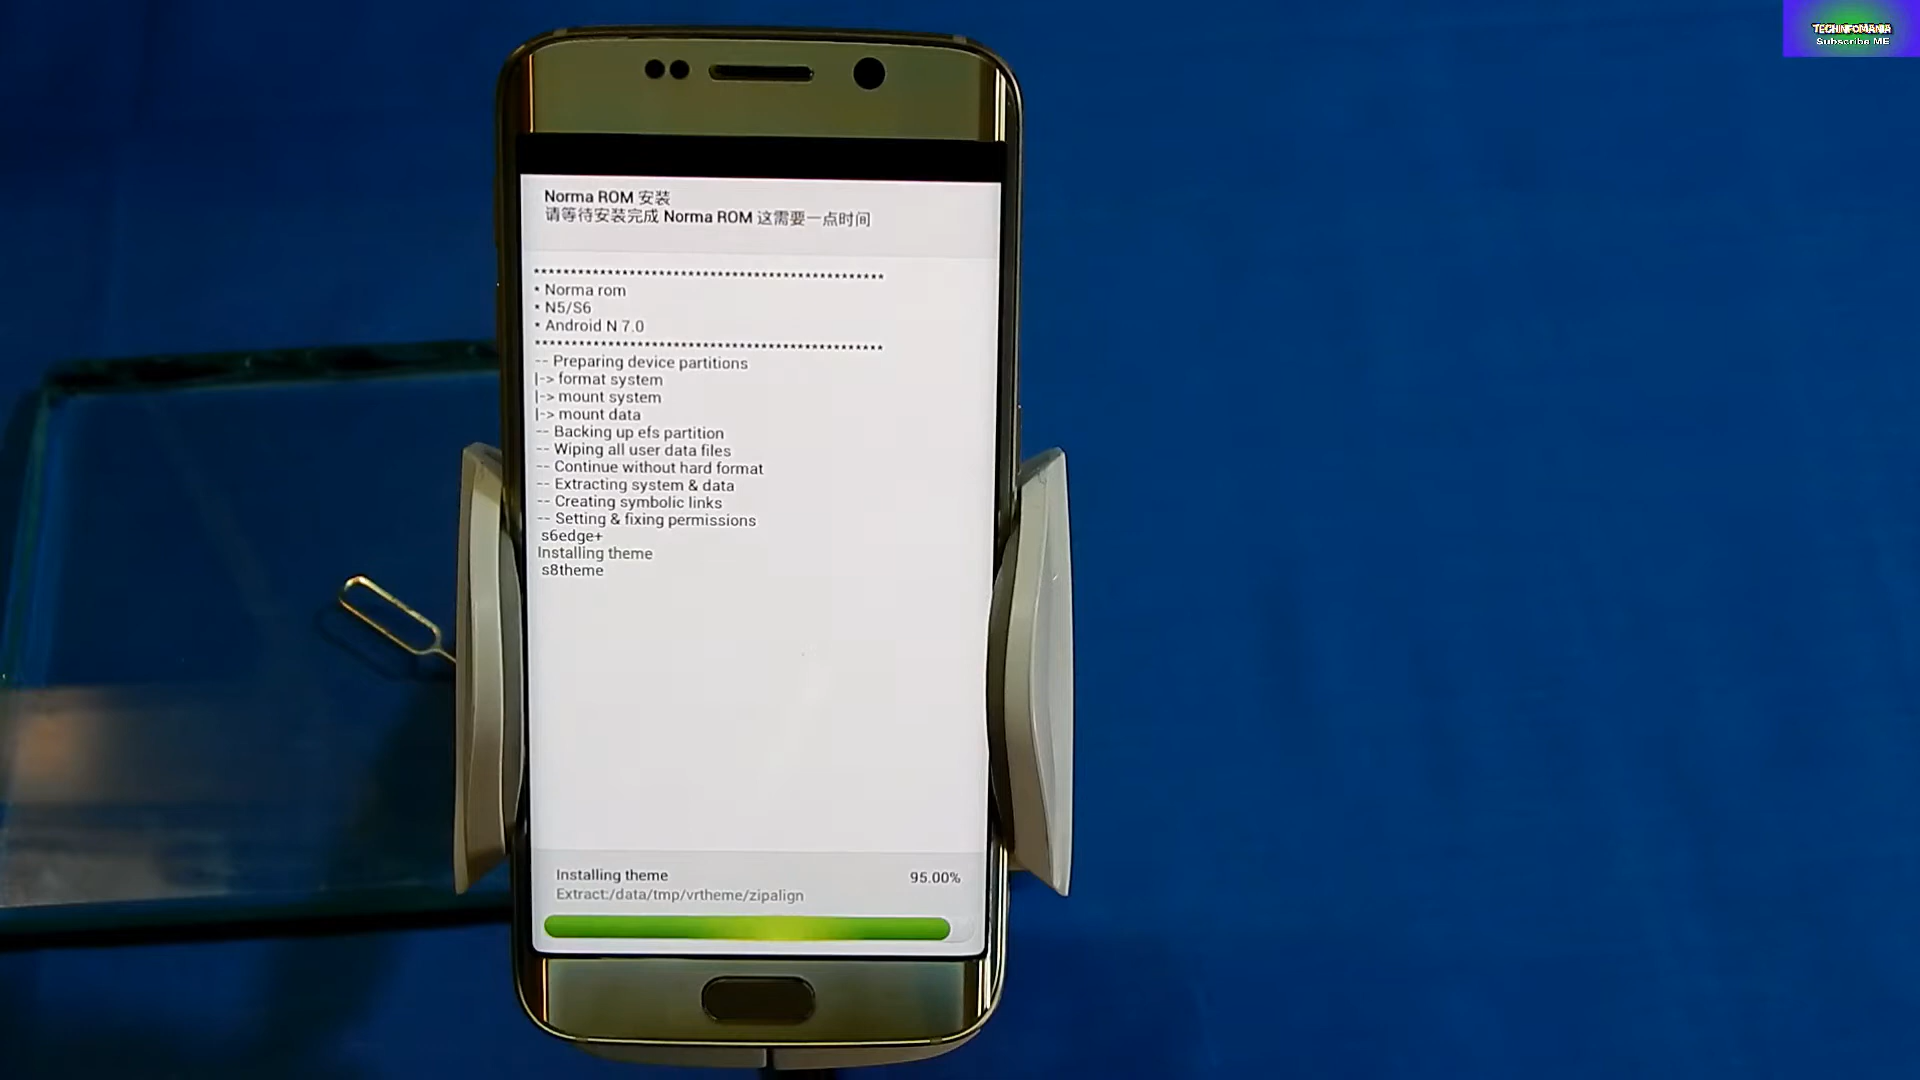 TECHINFOMANIA
Subscribe ME
Norma ROM 安装
请等待安装完成 Norma ROM 这需要一点时间
************************************************
• Norma rom
• N5/S6
• Android N 7.0
************************************************
-- Preparing device partitions
|-> format system
|-> mount system
|-> mount data
-- Backing up efs partition
-- Wiping all user data files
-- Continue without hard format
-- Extracting system & data
-- Creating symbolic links
-- Setting & fixing permissions
s6edge+
Installing theme
s8theme
Installing theme 95.00%
Extract:/data/tmp/vrtheme/zipalign